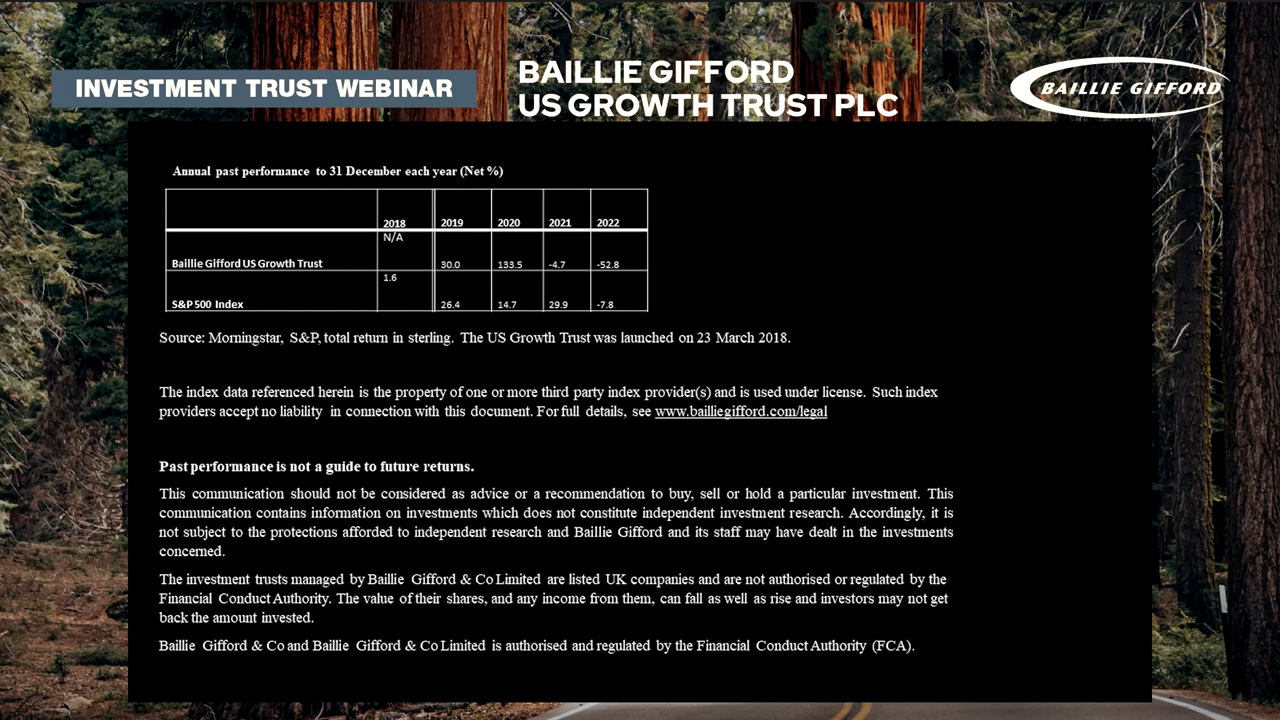 INVESTMENT TRUST WEBINAR
BAILLIE GIFFORD
US GROWTH TRUST PLC
BAILLIE GIFFORD
Annual past performance to 31 December each year (Net %)
2018 2019 2020 2021 2022
N/A
Baillie Gifford US Growth Trust 30.0 133.5 -4.7 -52.8
1.6
S&P 500 Index 26.4 14.7 29.9 -7.8
Source: Morningstar, S&P, total return in sterling. The US Growth Trust was launched on 23 March 2018.
The index data referenced herein is the property of one or more third party index provider(s) and is used under license. Such index
providers accept no liability in connection with this document. For full details, see www.bailliegifford.com/legal
Past performance is not a guide to future returns.
This communication should not be considered as advice or a recommendation to buy, sell or hold a particular investment. This
communication contains information on investments which does not constitute independent investment research. Accordingly, it is
not subject to the protections afforded to independent research and Baillie Gifford and its staff may have dealt in the investments
concerned.
The investment trusts managed by Baillie Gifford & Co Limited are listed UK companies and are not authorised or regulated by the
Financial Conduct Authority. The value of their shares, and any income from them, can fall as well as rise and investors may not get
back the amount invested.
Baillie Gifford & Co and Baillie Gifford & Co Limited is authorised and regulated by the Financial Conduct Authority (FCA).